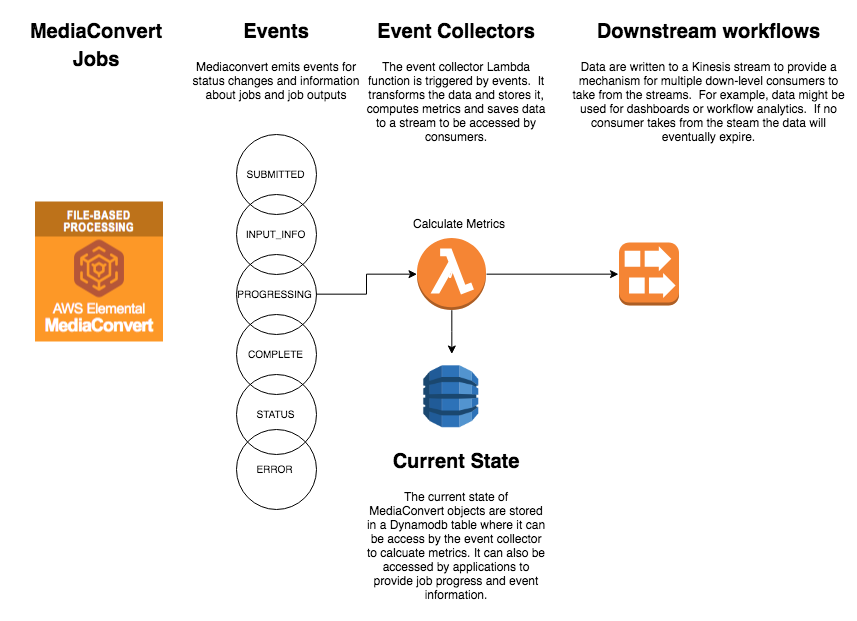 MediaConvert
Jobs
Events
Mediaconvert emits events for
status changes and information
about jobs and job outputs
Event Collectors
The event collector Lambda
function is triggered by events.  It
transforms the data and stores it,
computes metrics and saves data
to a stream to be accessed by
consumers.
Downstream workflows
Data are written to a Kinesis stream to provide a
mechanism for multiple down-level consumers to
take from the streams.  For example, data might be
used for dashboards or workflow analytics.  If no
consumer takes from the steam the data will
eventually expire.
FILE-BASED
PROCESSING
AWS Elemental
MediaConvert
SUBMITTED
INPUT_INFO
PROGRESSING
COMPLETE
STATUS
ERROR
Calculate Metrics
Current State
The current state of
MediaConvert objects are stored
in a Dynamodb table where it can
be access by the event collector
to calcuate metrics. It can also be
accessed by applications to
provide job progress and event
information.